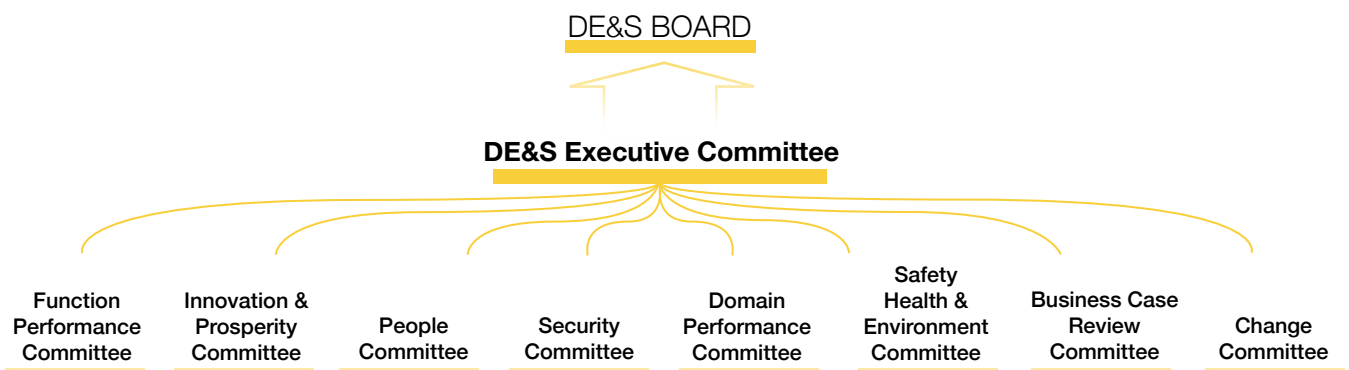 DE&S BOARD
DE&S Executive Committee
Function
Performance
Committee
Innovation &
Prosperity
Committee
People
Committee
Security
Committee
Domain
Performance
Committee
Safety
Health &
Environment
Committee
Business Case
Review
Committee
Change
Committee